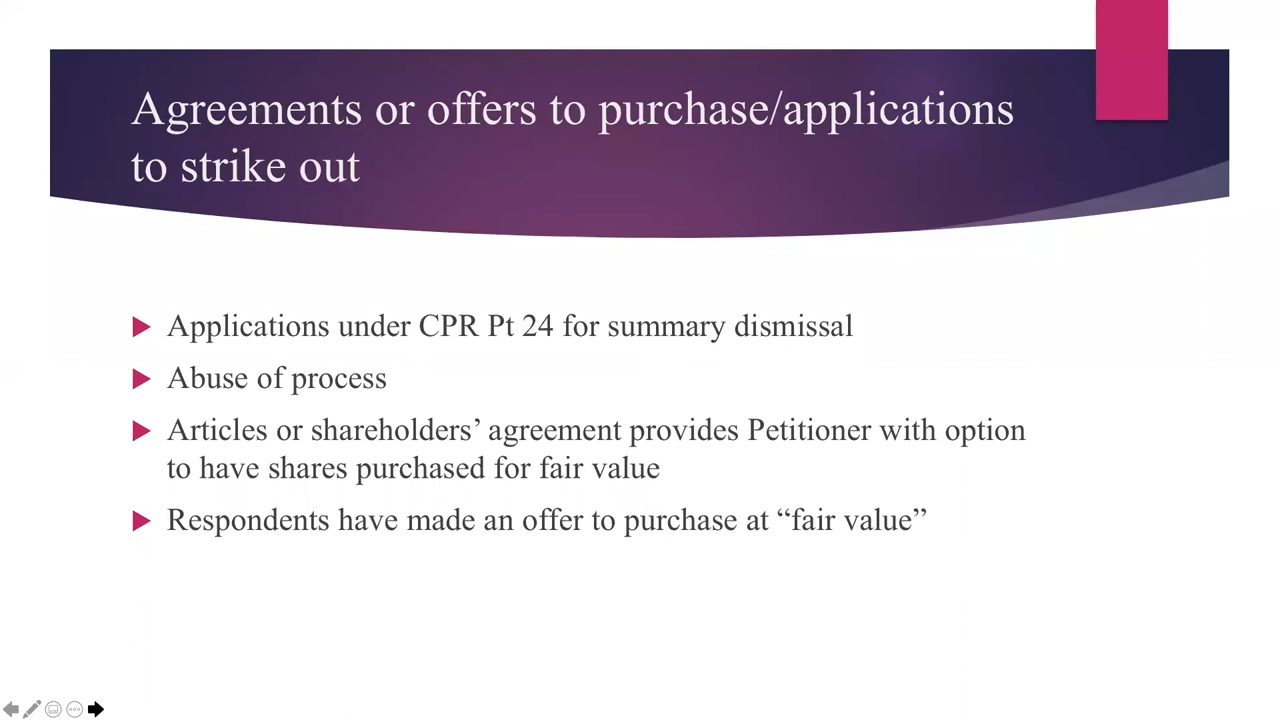 Agreements or offers to purchase/applications
to strike out
Applications under CPR Pt 24 for summary dismissal
Abuse of process
Articles or shareholders’ agreement provides Petitioner with option
to have shares purchased for fair value
Respondents have made an offer to purchase at “fair value”